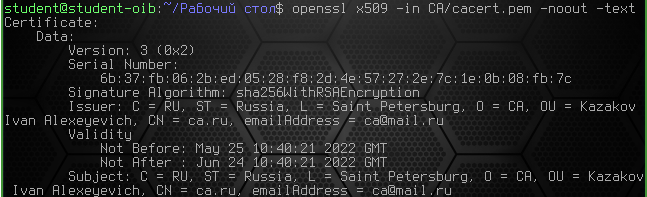 student@student-oib:~/Рабочий стол$ openssl x509 -in CA/cacert.pem -noout -text
Certificate:
    Data:
        Version: 3 (0x2)
        Serial Number:
            6b:37:fb:06:2b:ed:05:28:f8:2d:4e:57:27:2e:7c:1e:0b:08:fb:7c
        Signature Algorithm: sha256WithRSAEncryption
        Issuer: C = RU, ST = Russia, L = Saint Petersburg, O = CA, OU = Kazakov
Ivan Alexeyevich, CN = ca.ru, emailAddress = ca@mail.ru
        Validity
            Not Before: May 25 10:40:21 2022 GMT
            Not After : Jun 24 10:40:21 2022 GMT
        Subject: C = RU, ST = Russia, L = Saint Petersburg, O = CA, OU = Kazakov
 Ivan Alexeyevich, CN = ca.ru, emailAddress = ca@mail.ru